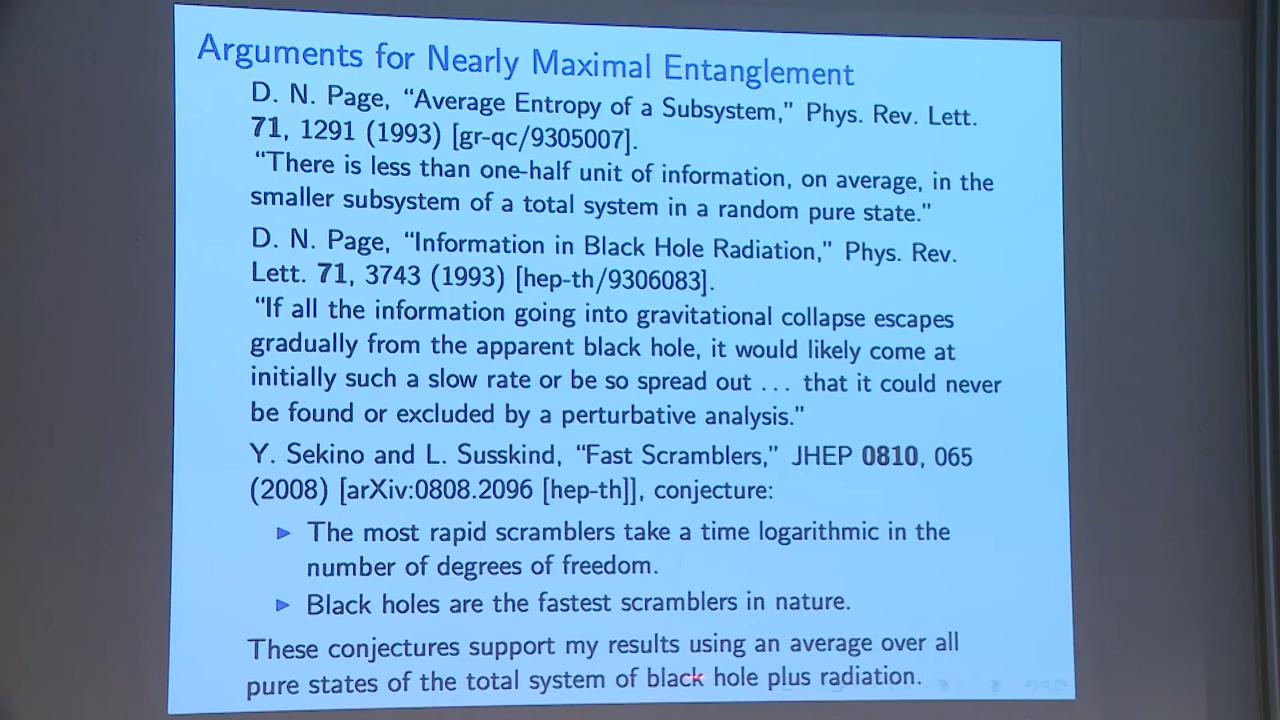 Arguments for Nearly Maximal Entanglement
D. N. Page, “Average Entropy of a Subsystem,” Phys. Rev. Lett.
71, 1291 (1993) [gr-qc/9305007].
“There is less than one-half unit of information, on average, in the
smaller subsystem of a total system in a random pure state.”
D. N. Page, “Information in Black Hole Radiation,” Phys. Rev.
Lett. 71, 3743 (1993) [hep-th/9306083].
“If all the information going into gravitational collapse escapes
gradually from the apparent black hole, it would likely come at
initially such a slow rate or be so spread out . . . that it could never
be found or excluded by a perturbative analysis.”
Y. Sekino and L. Susskind, “Fast Scramblers,” JHEP 0810, 065
(2008) [arXiv:0808.2096 [hep-th]], conjecture:
▶ The most rapid scramblers take a time logarithmic in the
number of degrees of freedom.
▶ Black holes are the fastest scramblers in nature.
These conjectures support my results using an average over all
pure states of the total system of black hole plus radiation.